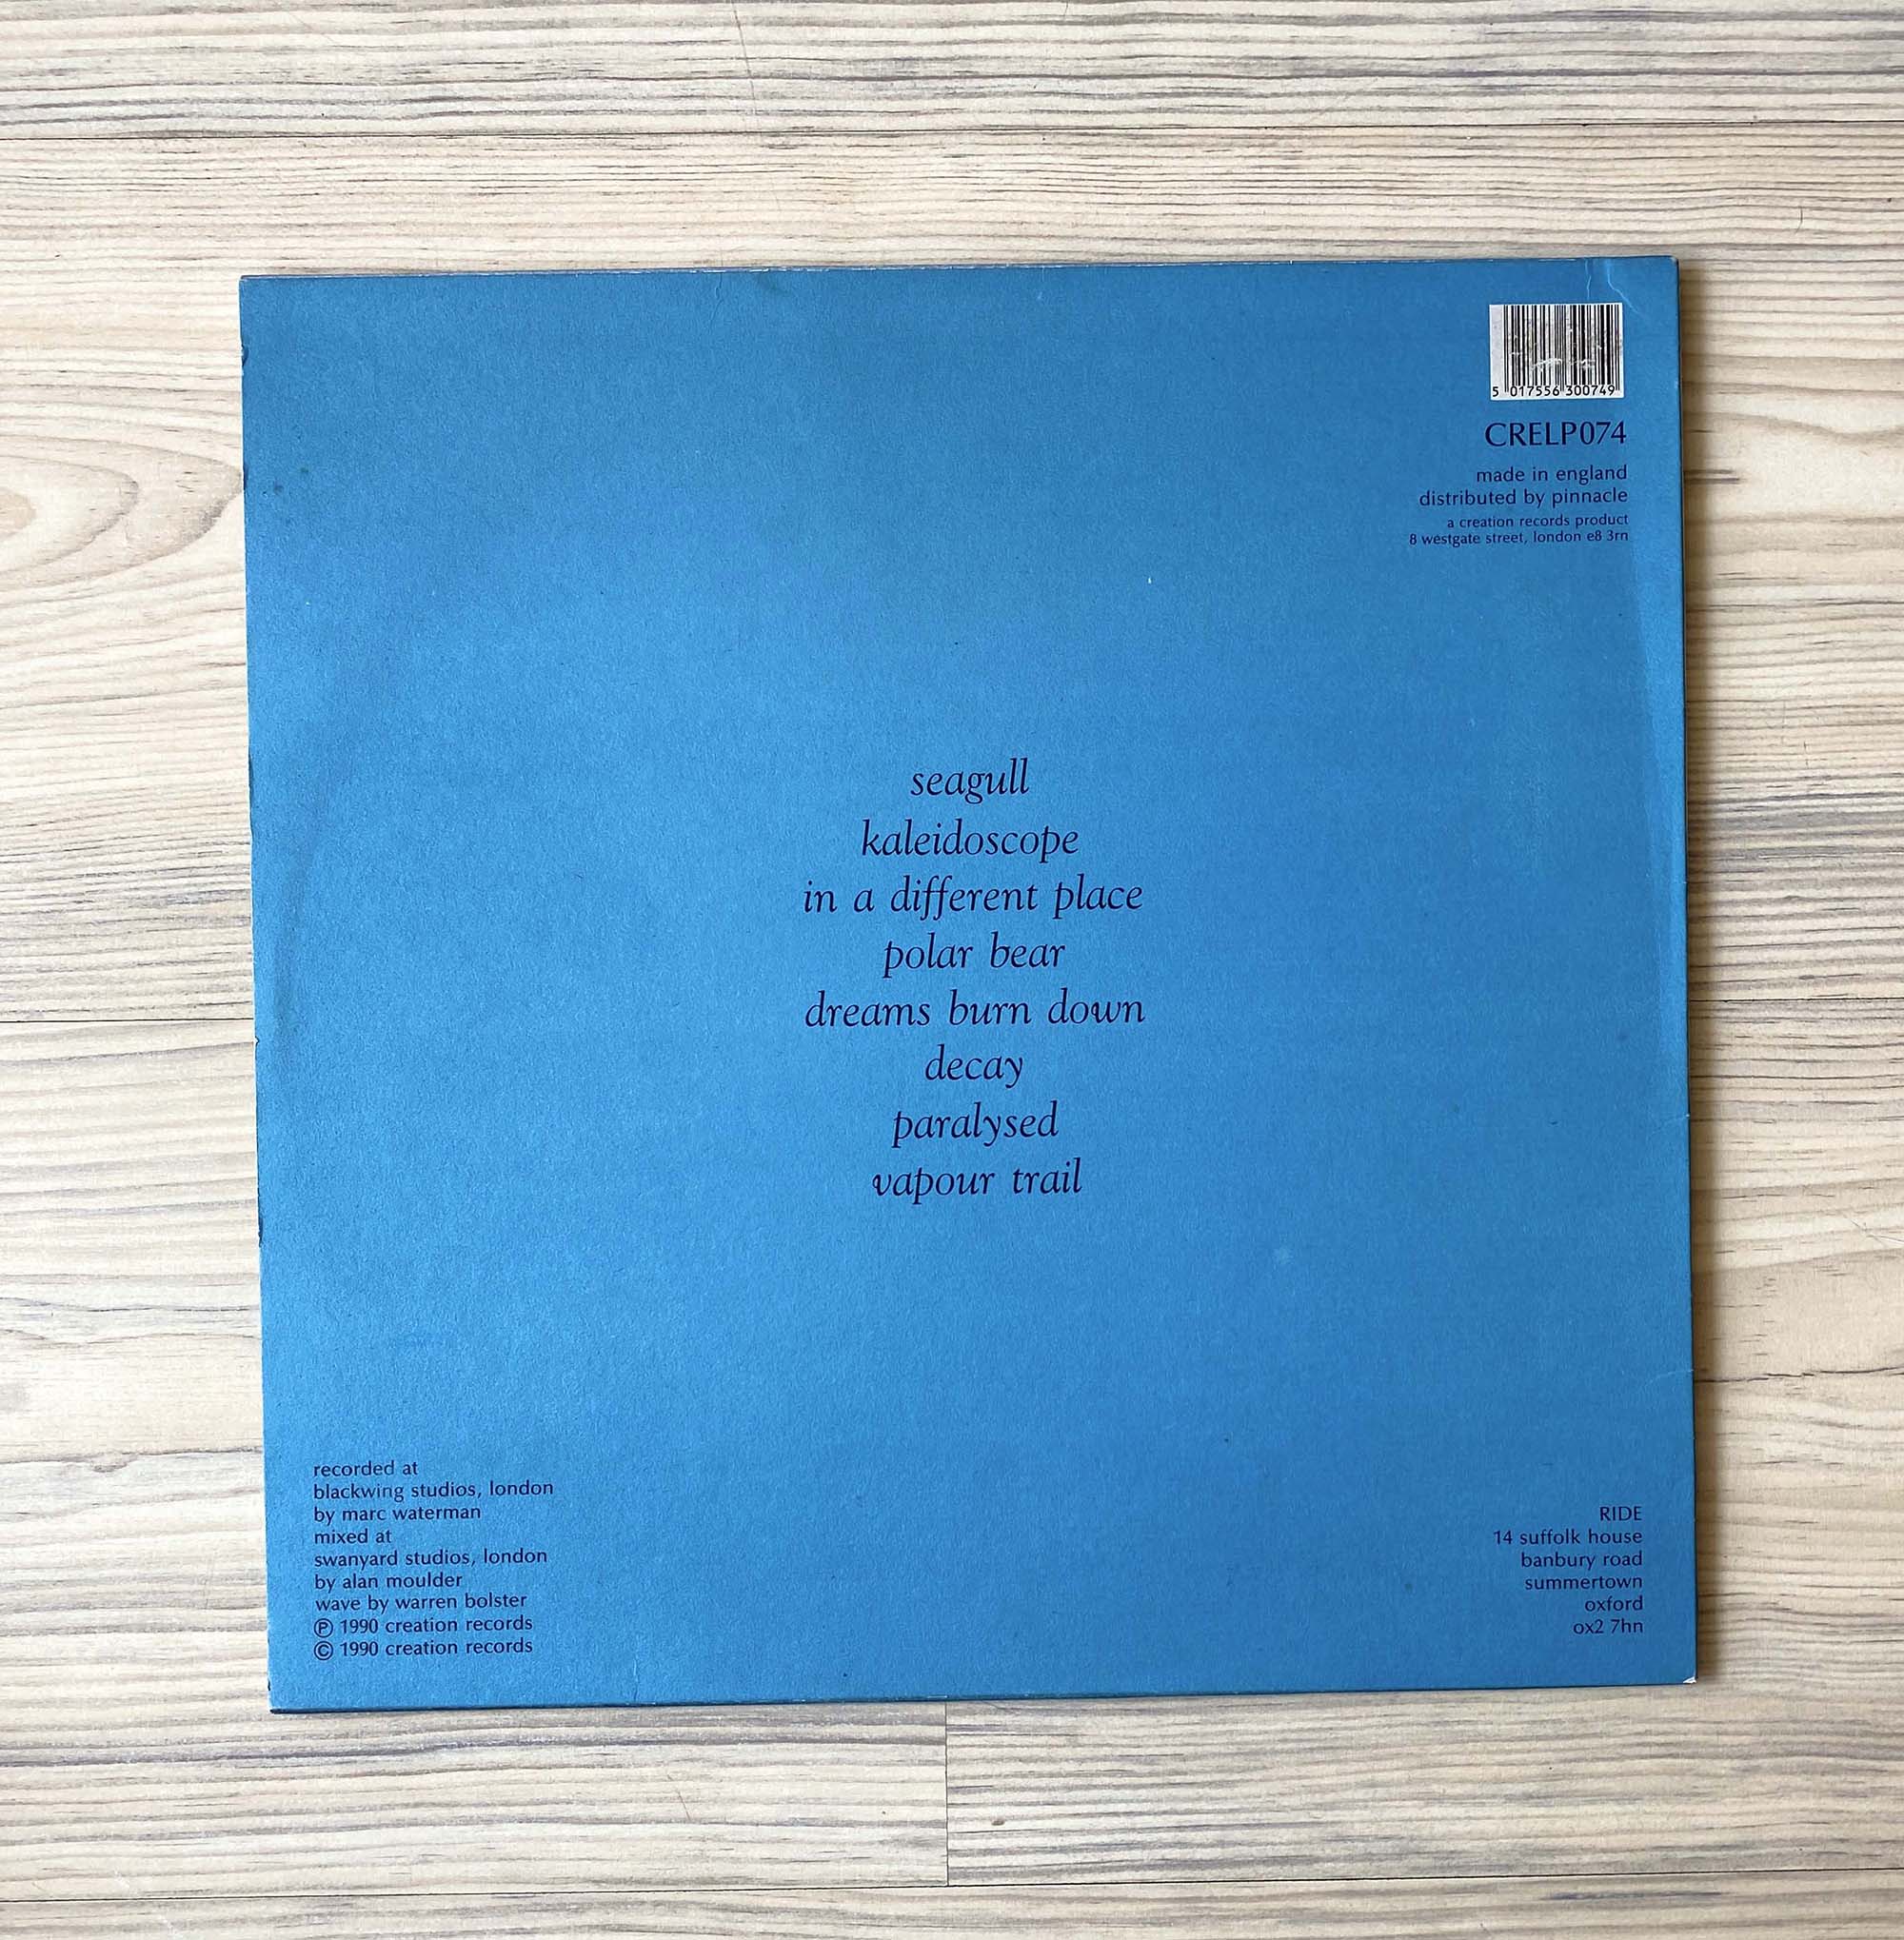 5 017556 300749
CRELP074
made in england
distributed by pinnacle
a creation records product
8 westgate street, london e8 3rn
seagull
kaleidoscope
in a different place
polar bear
dreams burn down
decay
paralysed
vapour trail
recorded at
blackwing studios, london
by marc waterman
mixed at
swanyard studios, london
by alan moulder
wave by warren bolster
℗ 1990 creation records
© 1990 creation records
RIDE
14 suffolk house
banbury road
summertown
oxford
ox2 7hn